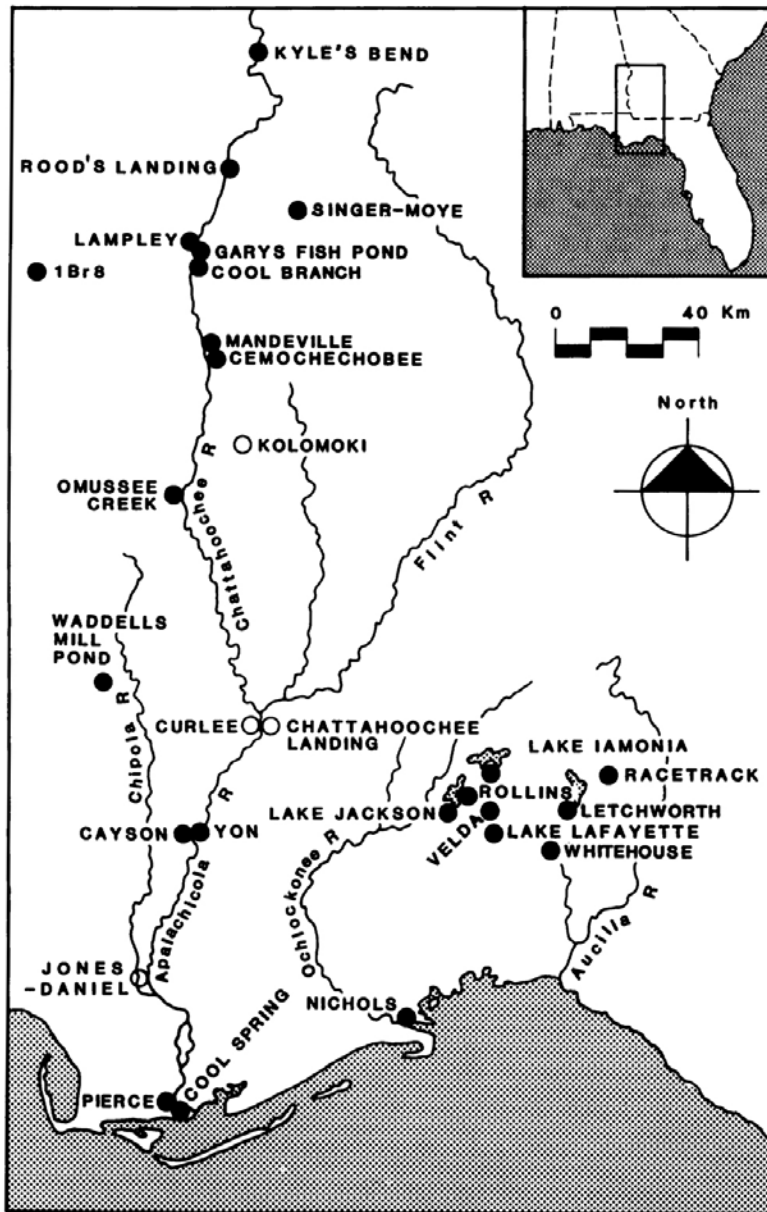 KYLE'S BEND
ROOD'S LANDING
SINGER-MOYE
LAMPLEY
GARYS FISH POND
1Br8
COOL BRANCH
0 40 Km
MANDEVILLE
CEMOCHECHOBEE
North
KOLOMOKI
OMUSSEE
CREEK
Chattahoochee R
Flint R
WADDELLS
MILL
POND
Chipola R
CURLEE
CHATTAHOOCHEE
LANDING
LAKE IAMONIA
RACETRACK
ROLLINS
LAKE JACKSON
LETCHWORTH
VELDA
CAYSON
YON
LAKE LAFAYETTE
WHITEHOUSE
Apalachicola R
Ochlockonee R
Aucilla R
JONES
-DANIEL
NICHOLS
COOL SPRING
PIERCE